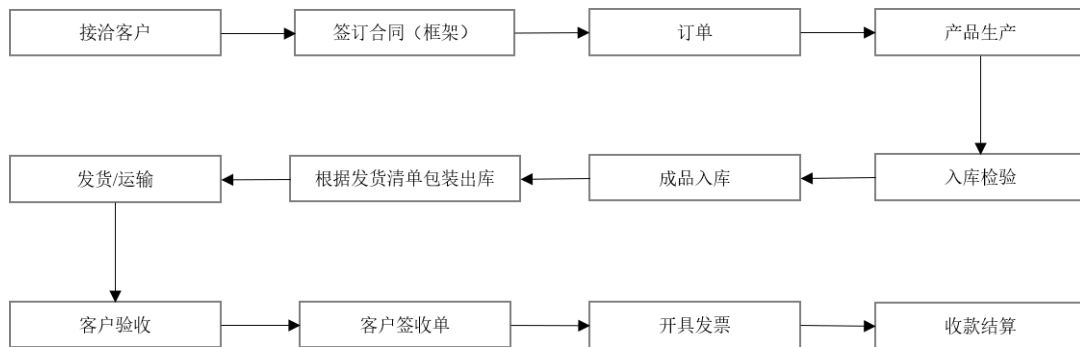 接洽客户
签订合同（框架）
订单
产品生产
入库检验
成品入库
根据发货清单包装出库
发货/运输
客户验收
客户签收单
开具发票
收款结算